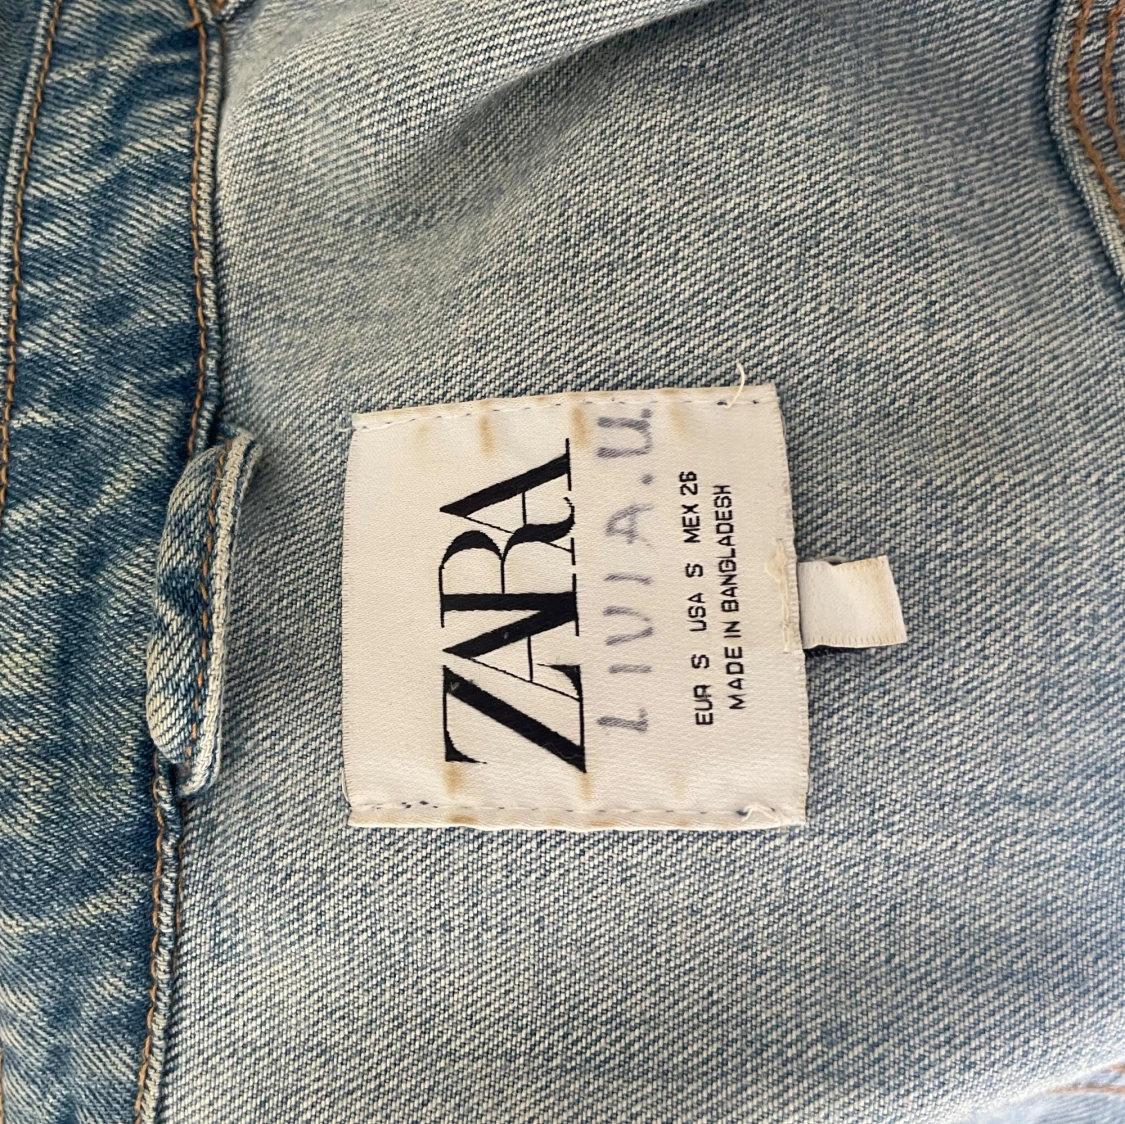 ZARA
LIVIA.U
EUR S USA S MEX 26
MADE IN BANGLADESH